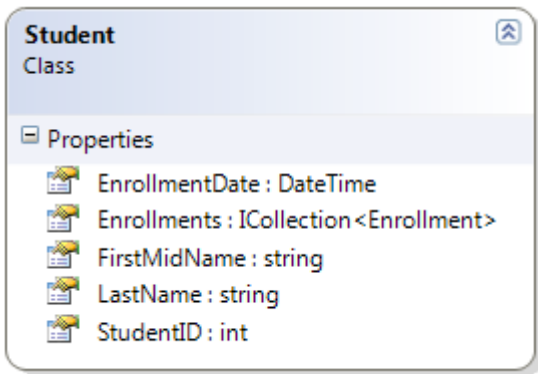 Student
Class
Properties
EnrollmentDate : DateTime
Enrollments : ICollection<Enrollment>
FirstMidName : string
LastName : string
StudentID : int